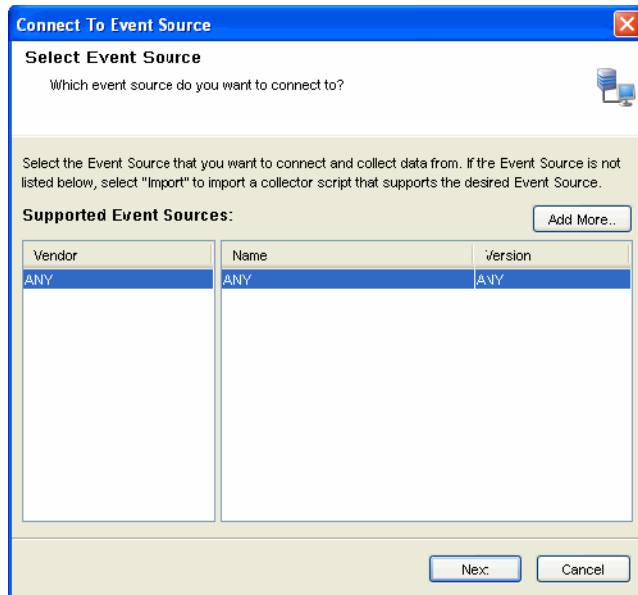 Connect To Event Source
Select Event Source
Which event source do you want to connect to?
Select the Event Source that you want to connect and collect data from. If the Event Source is not
listed below, select "Import" to import a collector script that supports the desired Event Source.
Supported Event Sources:
Add More..
Vendor Name Version
ANY ANY ANY
Next Cancel